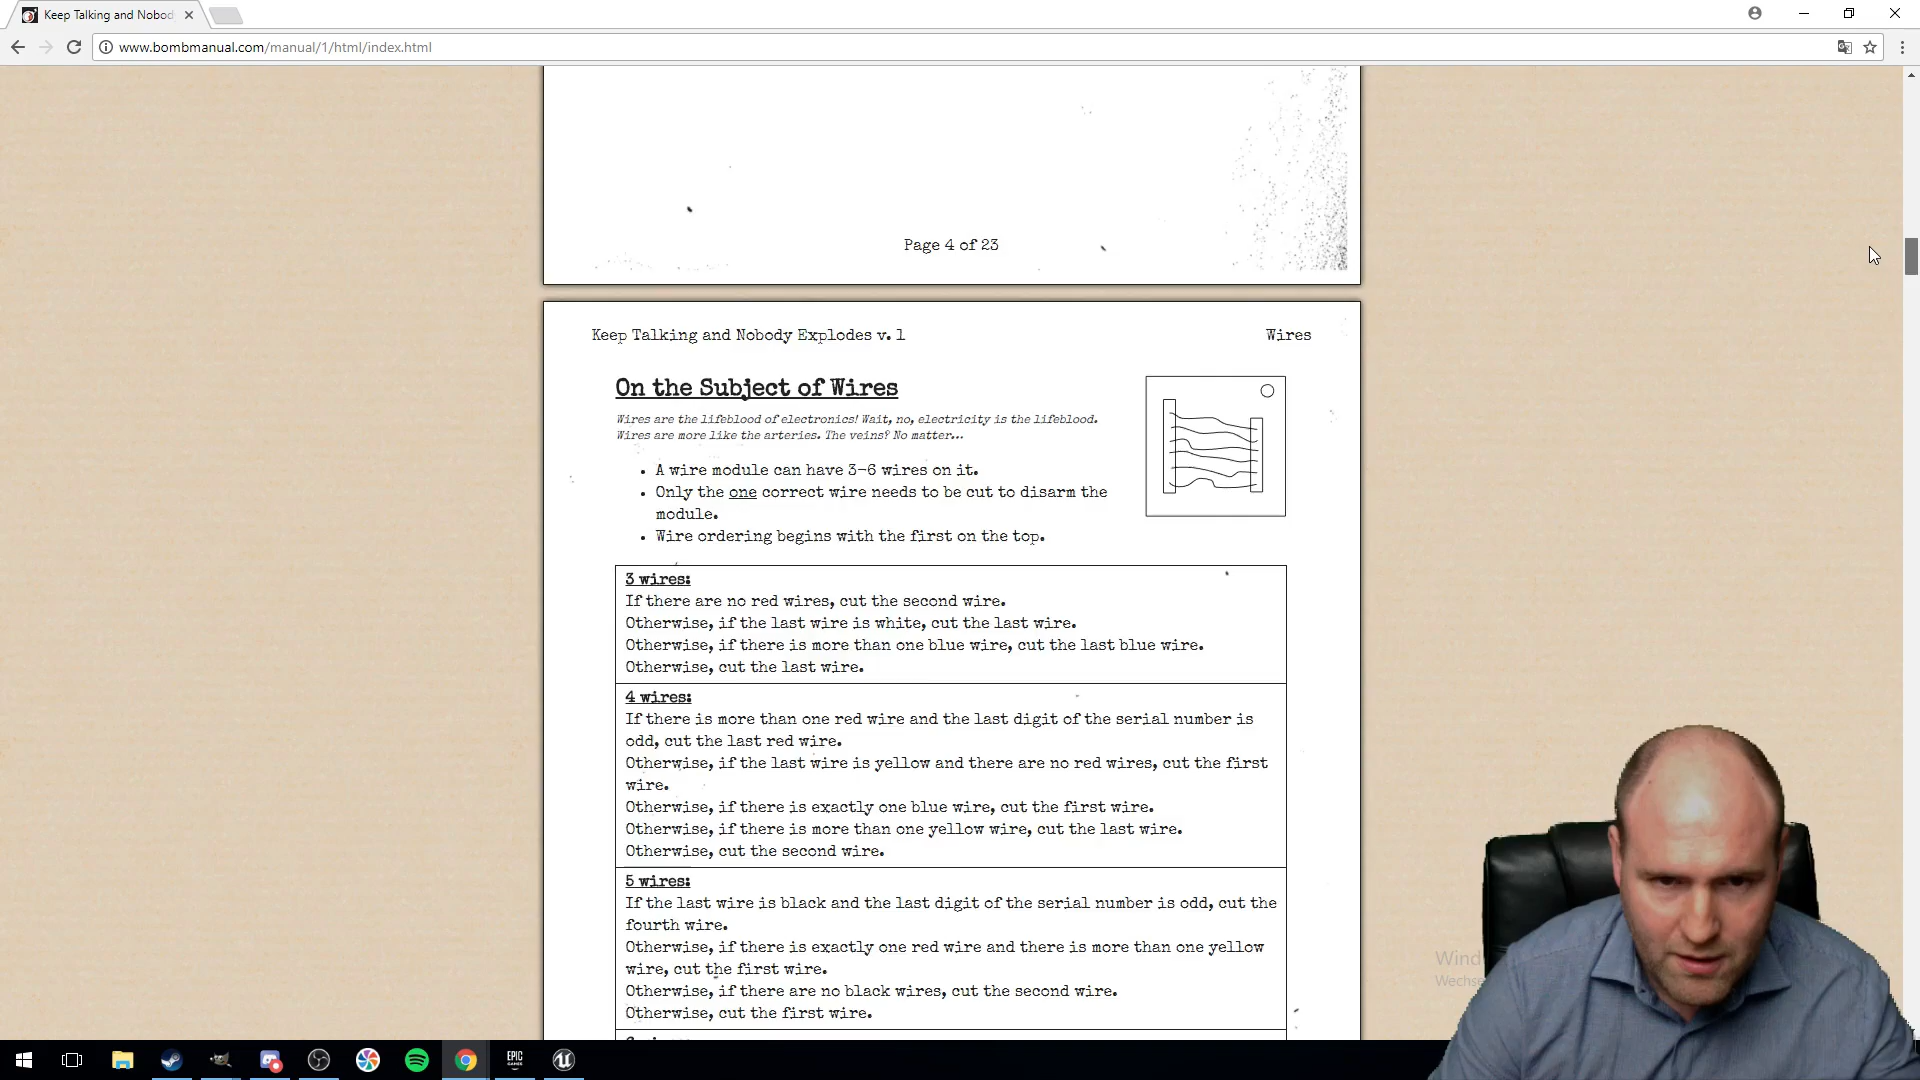 Keep Talking and Nobod
www.bombmanual.com/manual/1/html/index.html
Page 4 of 23
Keep Talking and Nobody Explodes v. 1
Wires
On the Subject of Wires
Wires are the lifeblood of electronics! Wait, no, electricity is the lifeblood.
Wires are more like the arteries. The veins? No matter...
• A wire module can have 3-6 wires on it.
• Only the one correct wire needs to be cut to disarm the
module.
• Wire ordering begins with the first on the top.
3 wires:
If there are no red wires, cut the second wire.
Otherwise, if the last wire is white, cut the last wire.
Otherwise, if there is more than one blue wire, cut the last blue wire.
Otherwise, cut the last wire.
4 wires:
If there is more than one red wire and the last digit of the serial number is
odd, cut the last red wire.
Otherwise, if the last wire is yellow and there are no red wires, cut the first
wire.
Otherwise, if there is exactly one blue wire, cut the first wire.
Otherwise, if there is more than one yellow wire, cut the last wire.
Otherwise, cut the second wire.
5 wires:
If the last wire is black and the last digit of the serial number is odd, cut the
fourth wire.
Otherwise, if there is exactly one red wire and there is more than one yellow
wire, cut the first wire.
Otherwise, if there are no black wires, cut the second wire.
Otherwise, cut the first wire.
Wind
Wechse
EPIC
GAMES